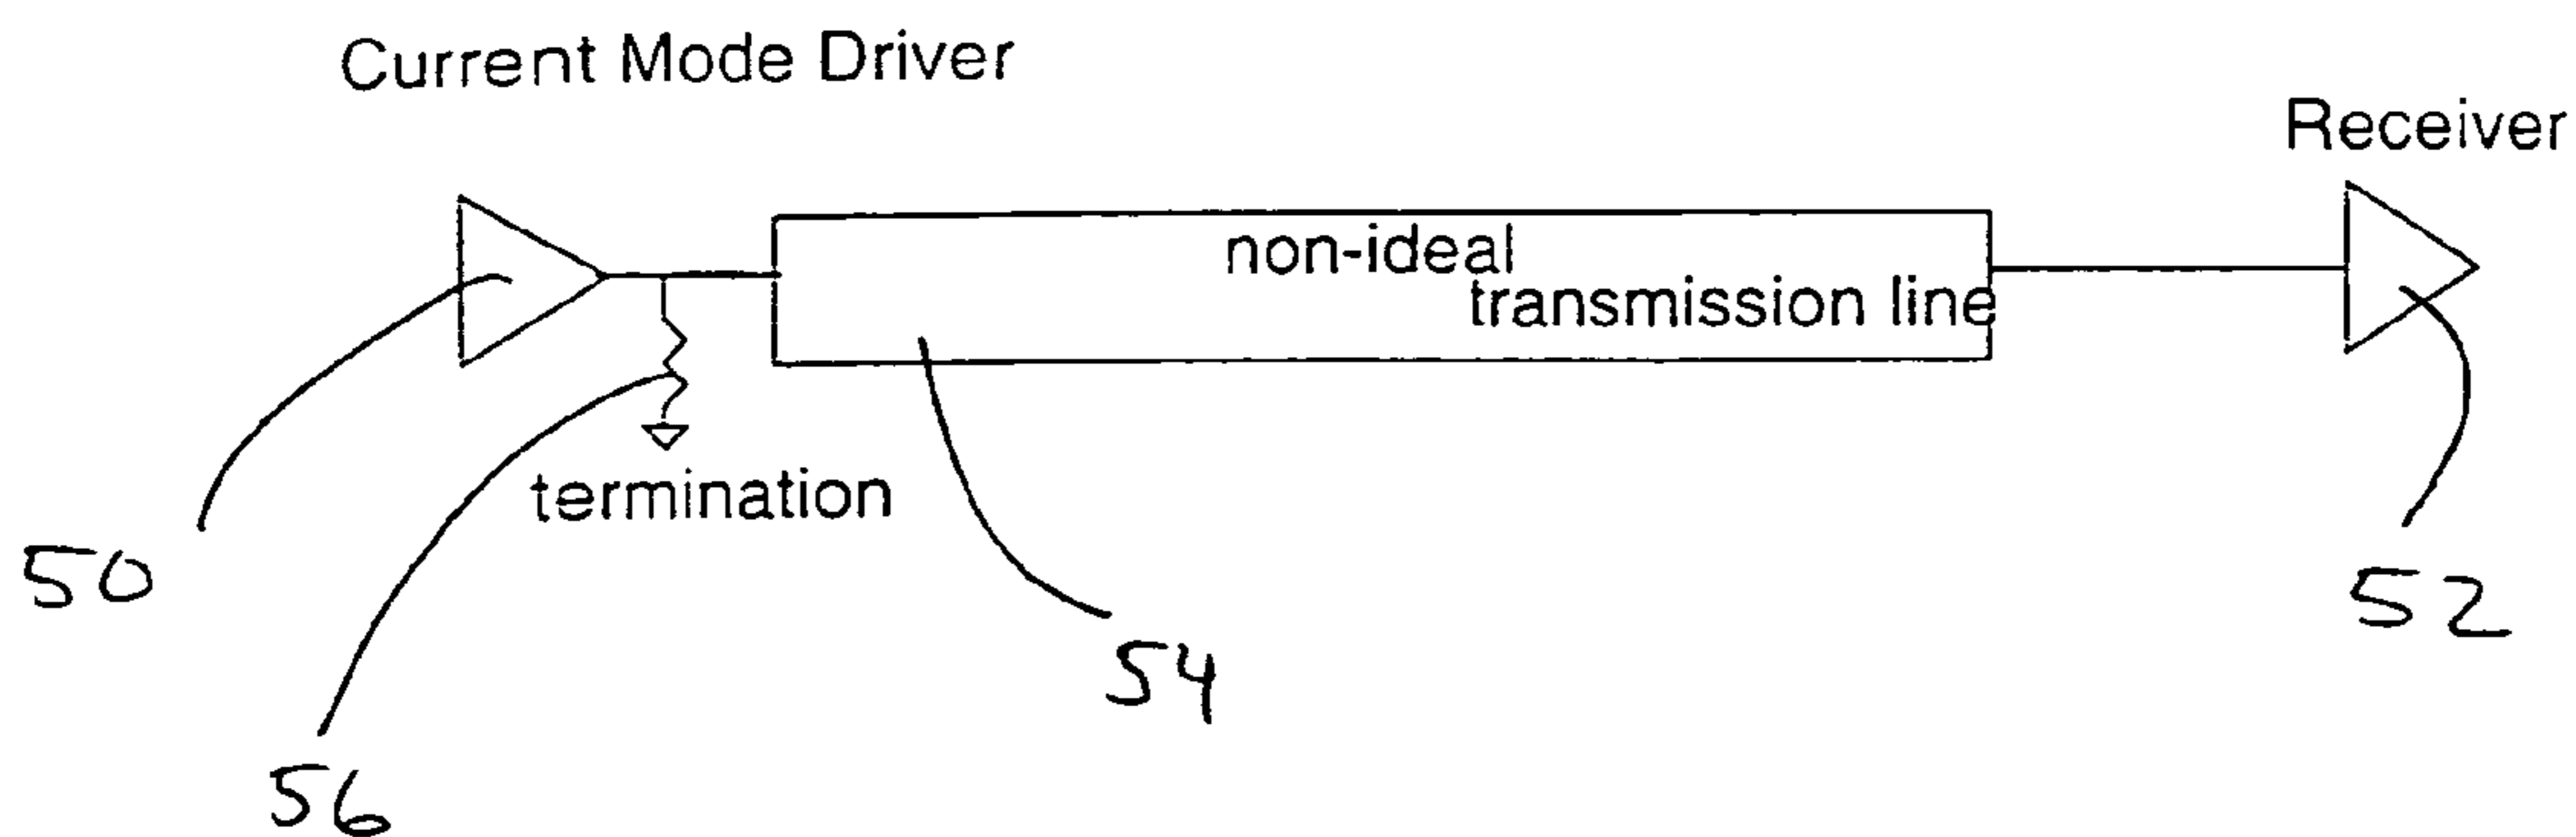 Current Mode Driver
Receiver
non-ideal
transmission line
termination
50
54
52
56